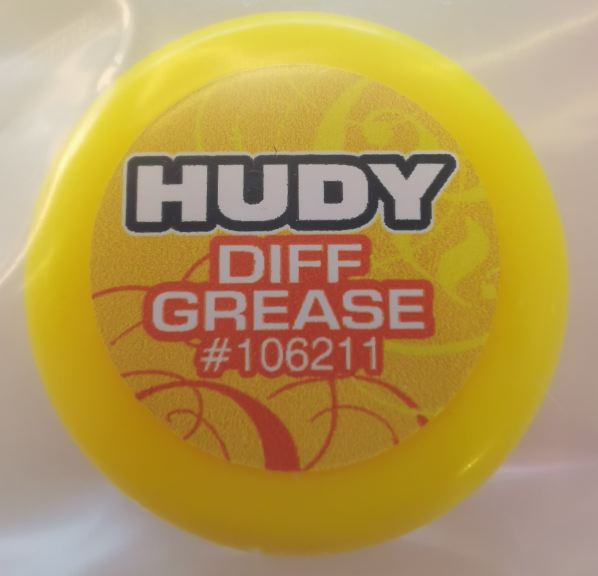 HUDY
DIFF
GREASE
#106211